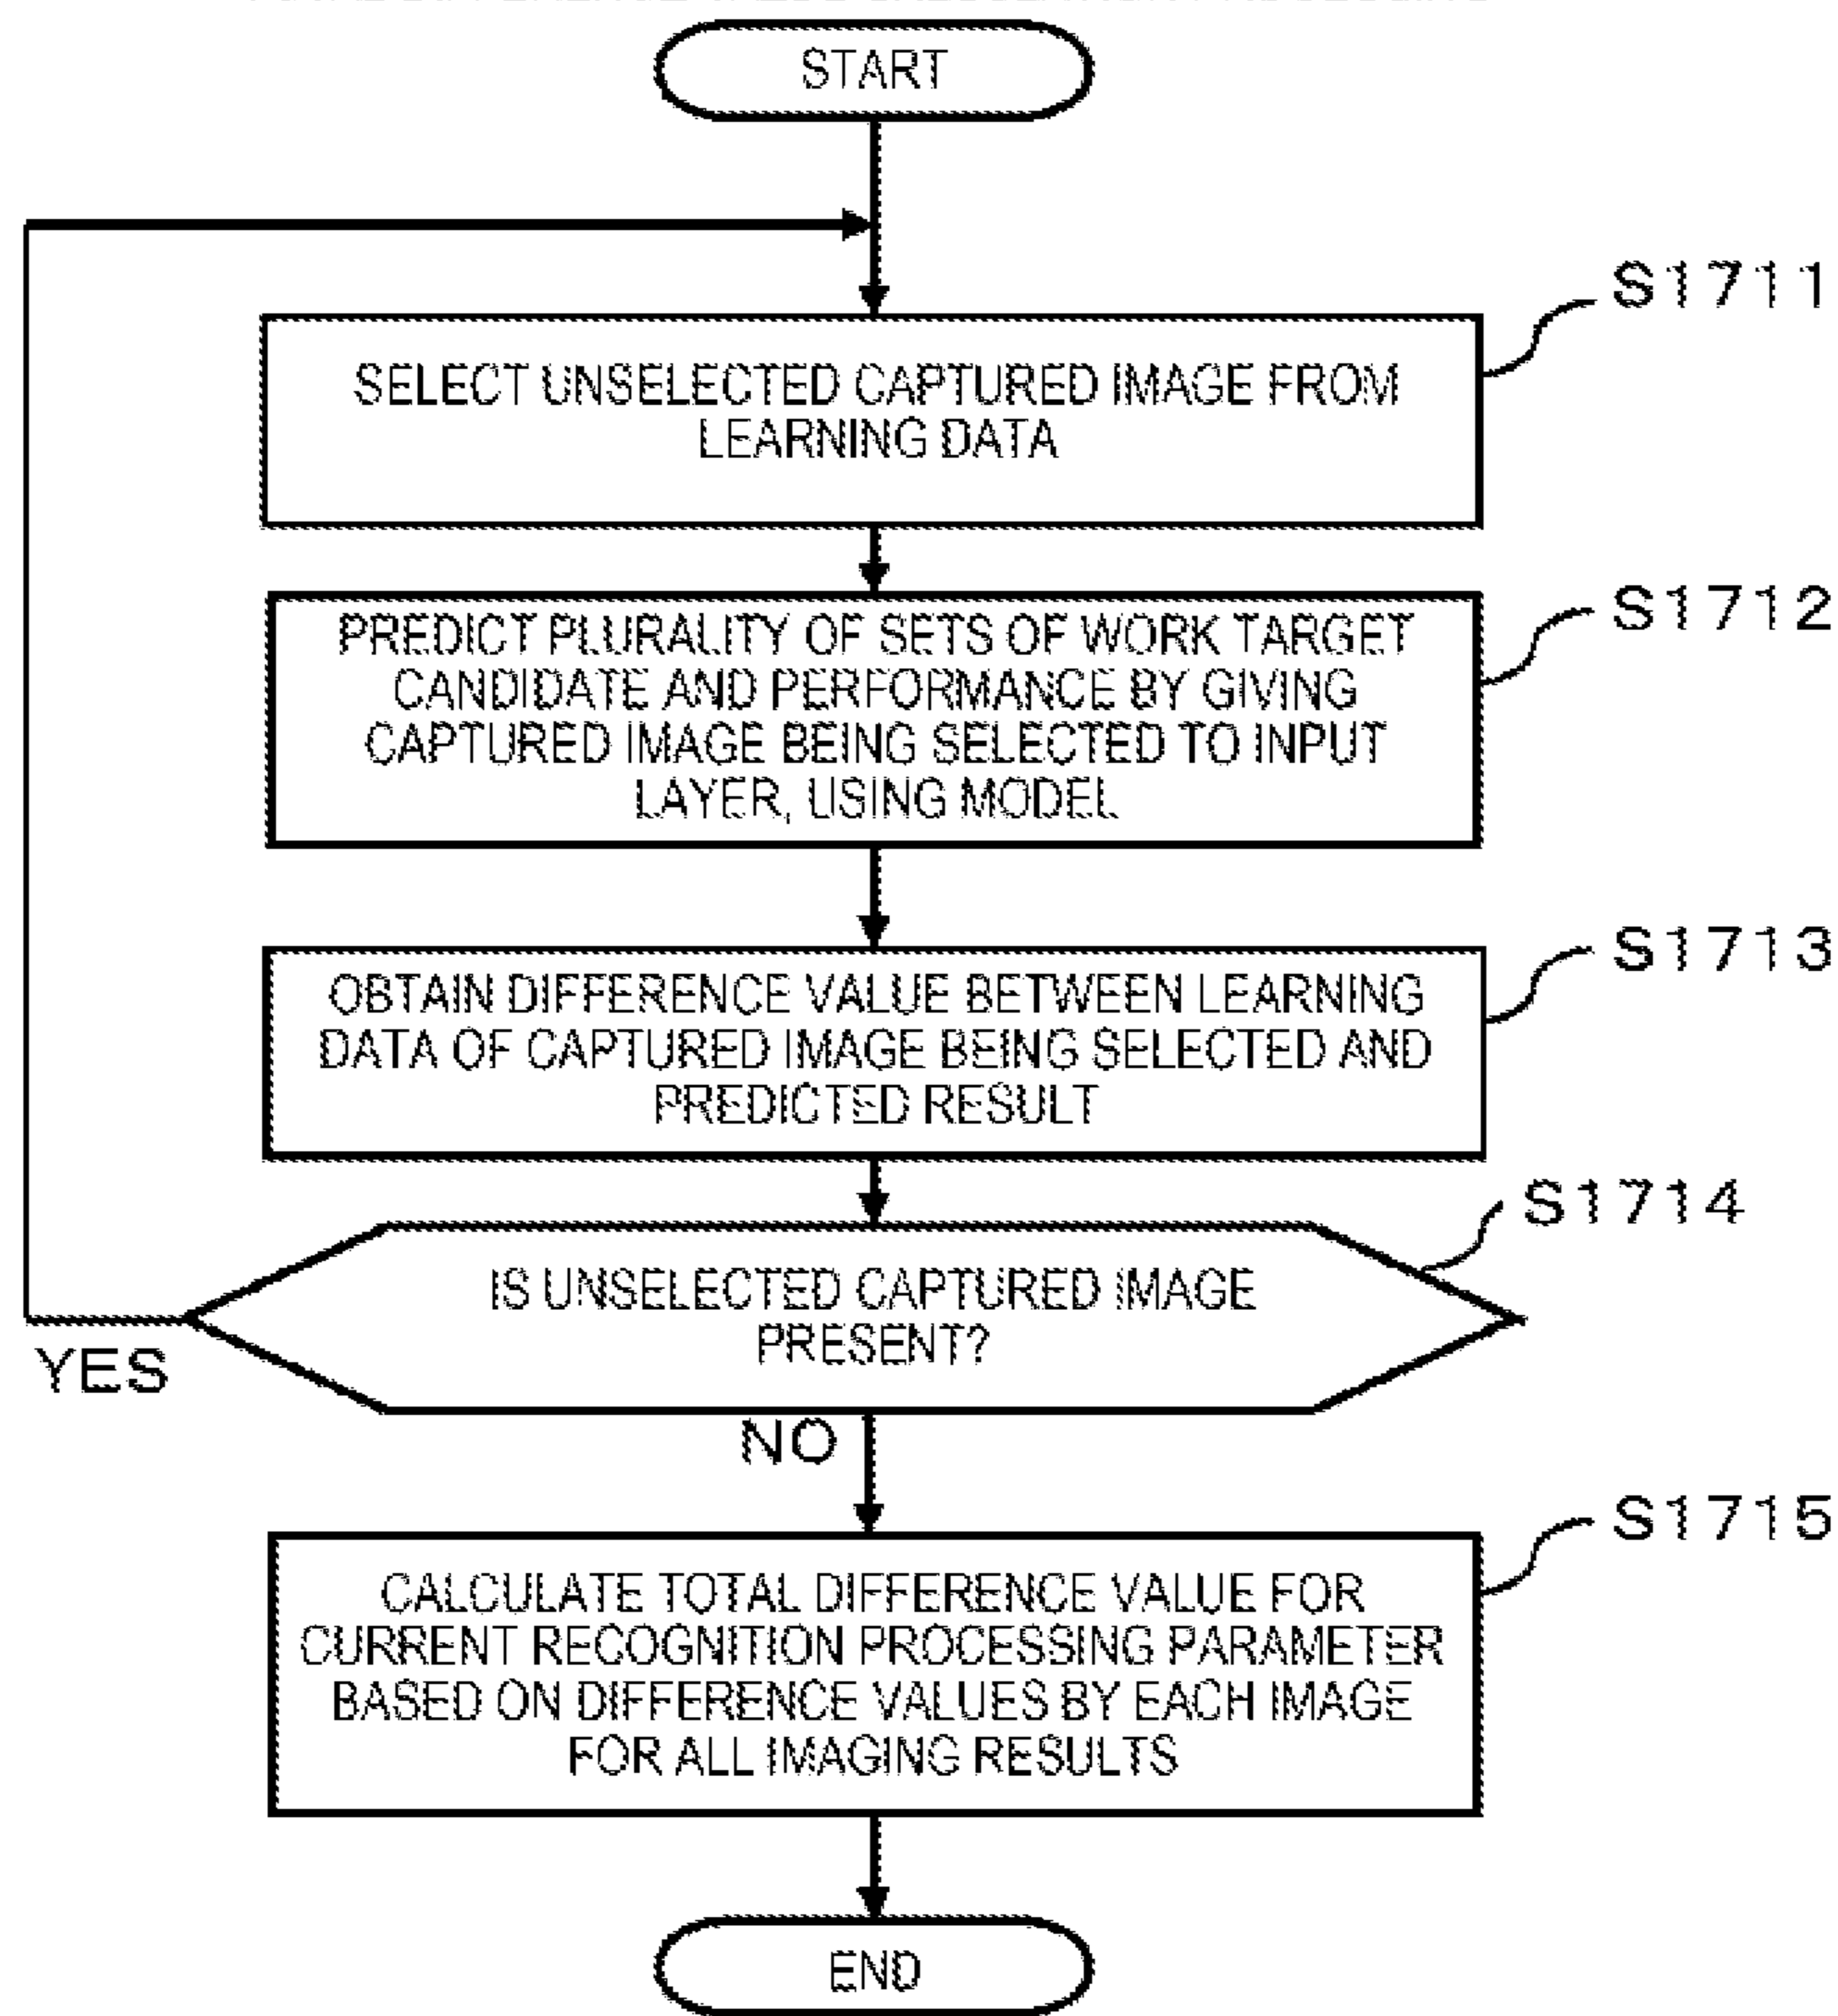 START
S1711
SELECT UNSELECTED CAPTURED IMAGE FROM
LEARNING DATA
S1712
PREDICT PLURALITY OF SETS OF WORK TARGET
CANDIDATE AND PERFORMANCE BY GIVING
CAPTURED IMAGE BEING SELECTED TO INPUT
LAYER, USING MODEL
S1713
OBTAIN DIFFERENCE VALUE BETWEEN LEARNING
DATA OF CAPTURED IMAGE BEING SELECTED AND
PREDICTED RESULT
S1714
IS UNSELECTED CAPTURED IMAGE
PRESENT?
YES
NO
S1715
CALCULATE TOTAL DIFFERENCE VALUE FOR
CURRENT RECOGNITION PROCESSING PARAMETER
BASED ON DIFFERENCE VALUES BY EACH IMAGE
FOR ALL IMAGING RESULTS
END